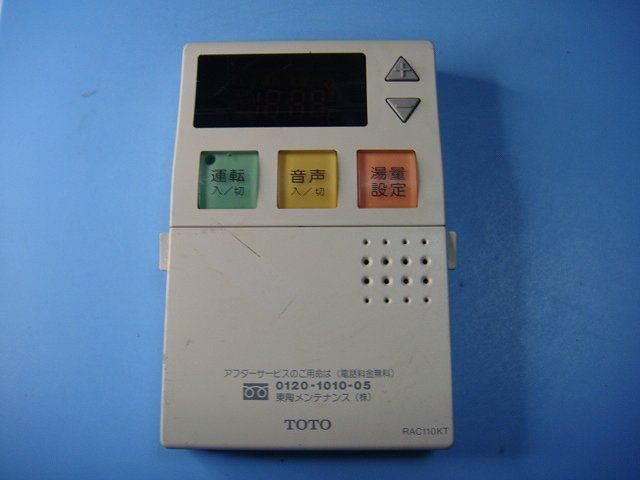 +
−
運転
入／切
音声
入／切
湯量
設定
アフターサービスのご用命は（電話料金無料）
0120-1010-05
東陶メンテナンス（株）
TOTO
RAC110KT